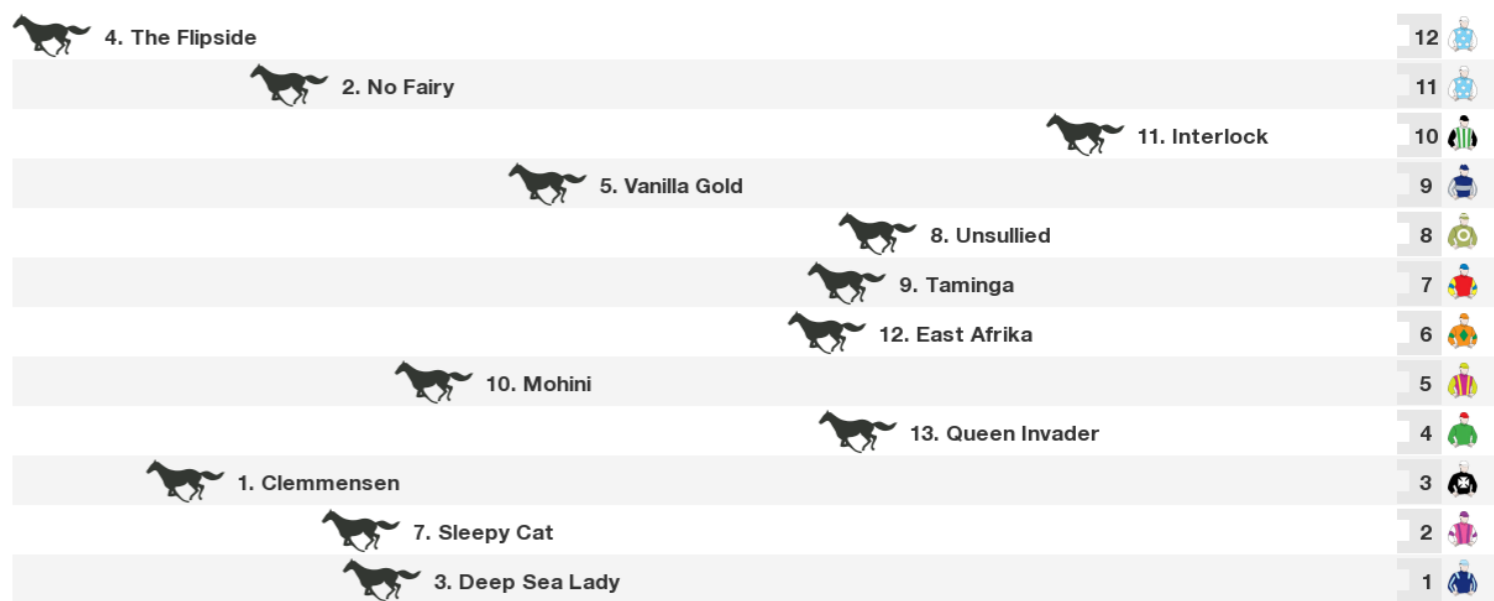 4. The Flipside 12
2. No Fairy 11
11. Interlock 10
5. Vanilla Gold 9
8. Unsullied 8
9. Taminga 7
12. East Afrika 6
10. Mohini 5
13. Queen Invader 4
1. Clemmensen 3
7. Sleepy Cat 2
3. Deep Sea Lady 1